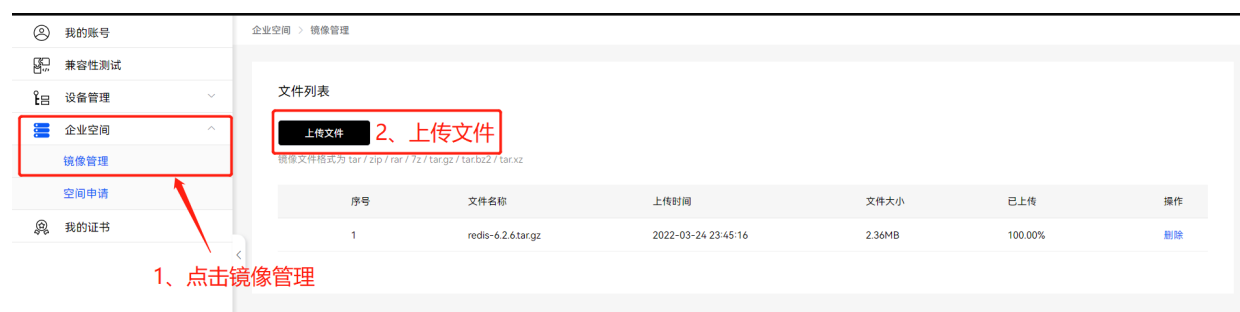 我的账号
兼容性测试
设备管理
企业空间
镜像管理
空间申请
我的证书
1、点击镜像管理
企业空间 > 镜像管理
文件列表
上传文件 2、上传文件
镜像文件格式为 tar / zip / rar / 7z / tar.gz / tar.bz2 / tar.xz
序号 文件名称 上传时间 文件大小 已上传 操作
1 redis-6.2.6.tar.gz 2022-03-24 23:45:16 2.36MB 100.00% 删除